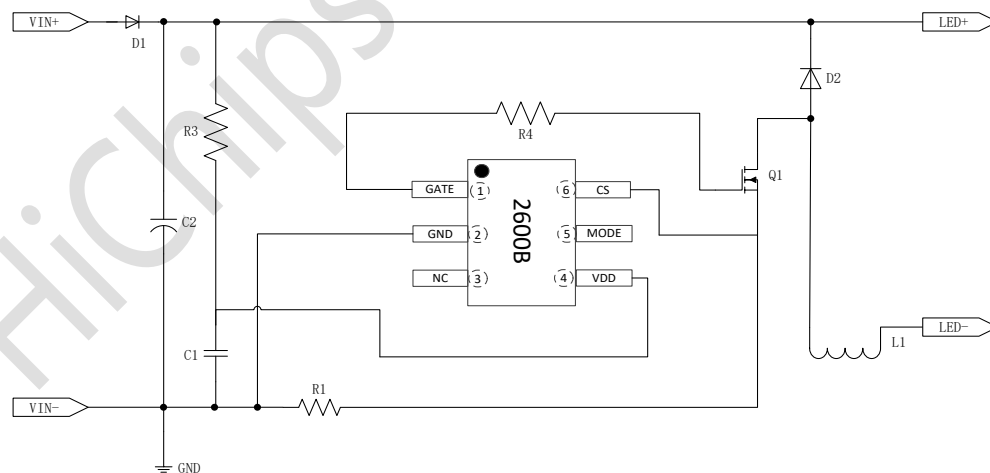 VIN+
LED+
D1
D2
R3
R4
Q1
GATE
1
6
CS
C2
GND
2
5
MODE
2600B
NC
3
4
VDD
LED-
L1
C1
R1
VIN-
GND
HiChips